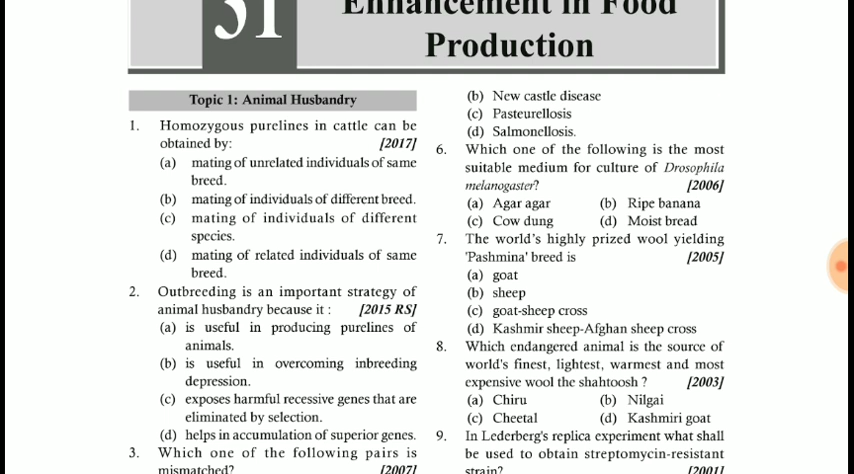 31
Enhancement in Food
Production
Topic 1: Animal Husbandry
1. Homozygous purelines in cattle can be
obtained by: [2017]
(a) mating of unrelated individuals of same
breed.
(b) mating of individuals of different breed.
(c) mating of individuals of different
species.
(d) mating of related individuals of same
breed.
2. Outbreeding is an important strategy of
animal husbandry because it : [2015 RS]
(a) is useful in producing purelines of
animals.
(b) is useful in overcoming inbreeding
depression.
(c) exposes harmful recessive genes that are
eliminated by selection.
(d) helps in accumulation of superior genes.
3. Which one of the following pairs is
mismatched? [2007]
(b) New castle disease
(c) Pasteurellosis
(d) Salmonellosis.
6. Which one of the following is the most
suitable medium for culture of Drosophila
melanogaster? [2006]
(a) Agar agar (b) Ripe banana
(c) Cow dung (d) Moist bread
7. The world's highly prized wool yielding
'Pashmina' breed is [2005]
(a) goat
(b) sheep
(c) goat-sheep cross
(d) Kashmir sheep-Afghan sheep cross
8. Which endangered animal is the source of
world's finest, lightest, warmest and most
expensive wool the shahtoosh ? [2003]
(a) Chiru (b) Nilgai
(c) Cheetal (d) Kashmiri goat
9. In Lederberg's replica experiment what shall
be used to obtain streptomycin-resistant
strain? [2001]